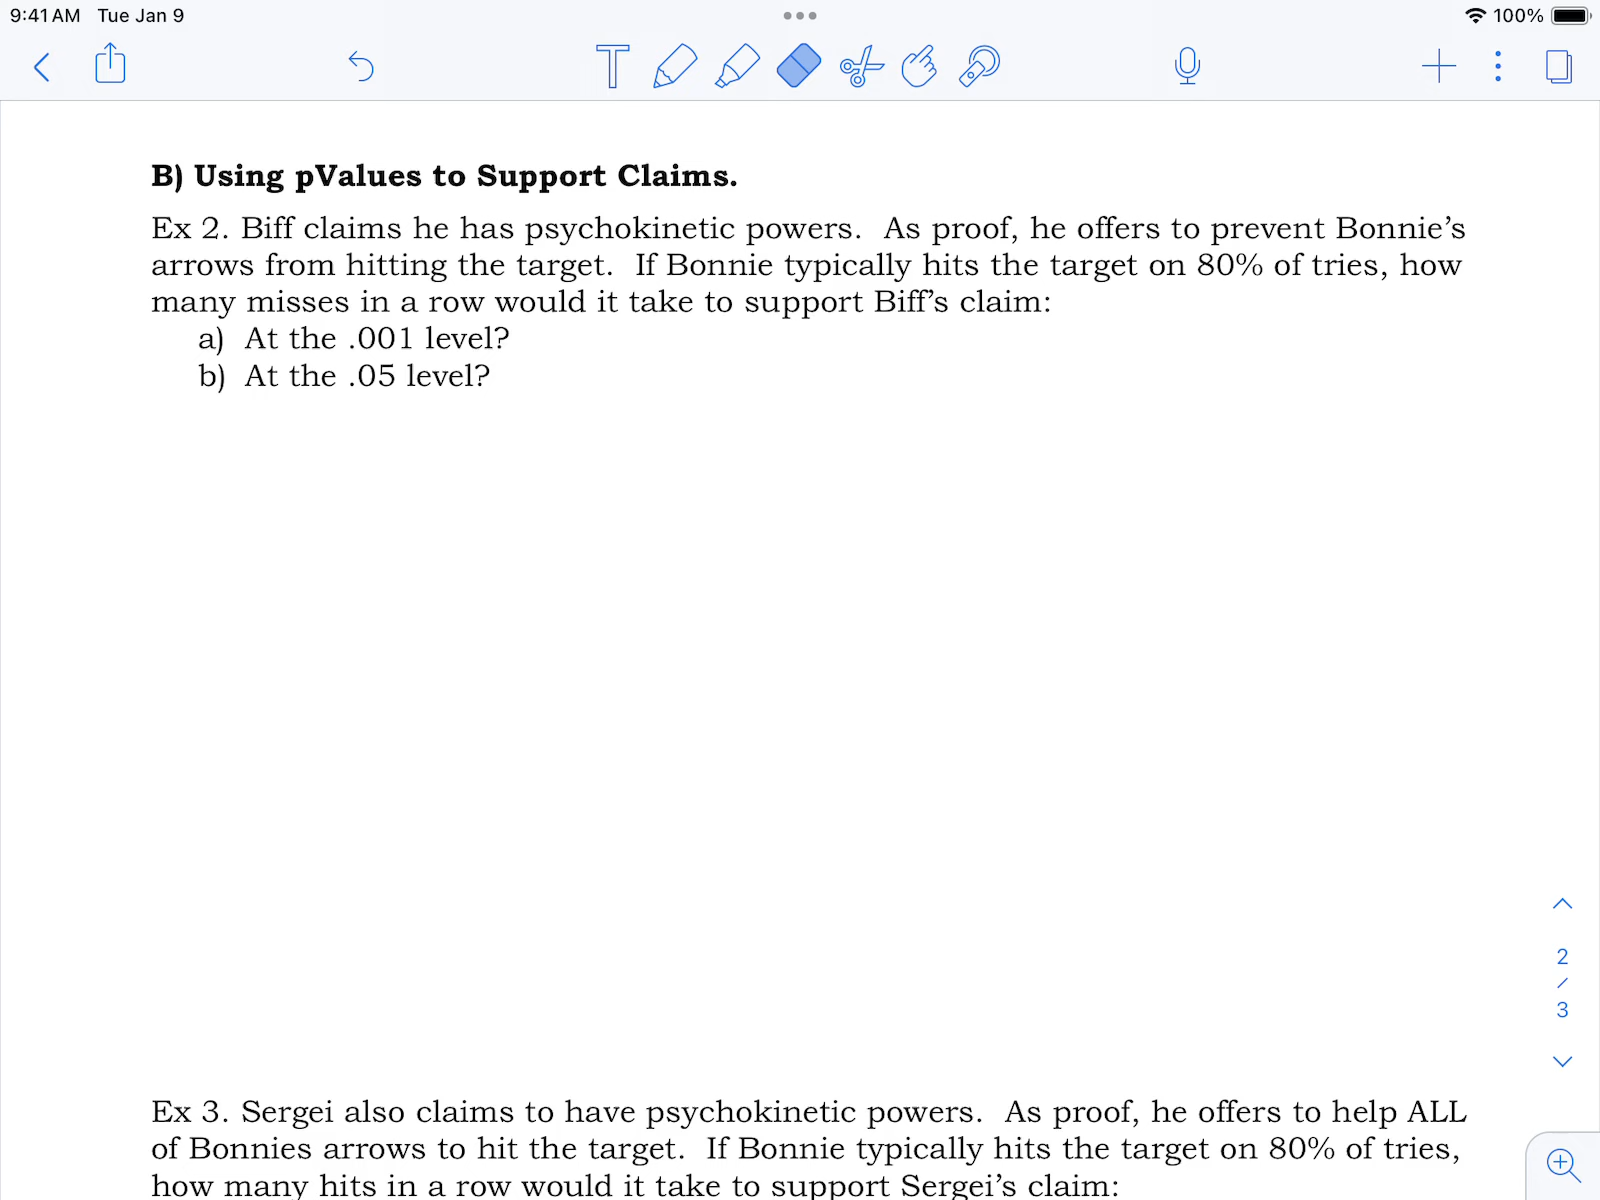 9:41 AM Tue Jan 9
100%
B) Using pValues to Support Claims.
Ex 2. Biff claims he has psychokinetic powers. As proof, he offers to prevent Bonnie's
arrows from hitting the target. If Bonnie typically hits the target on 80% of tries, how
many misses in a row would it take to support Biff's claim:
a) At the .001 level?
b) At the .05 level?
2
/
3
Ex 3. Sergei also claims to have psychokinetic powers. As proof, he offers to help ALL
of Bonnies arrows to hit the target. If Bonnie typically hits the target on 80% of tries,
how many hits in a row would it take to support Sergei's claim: